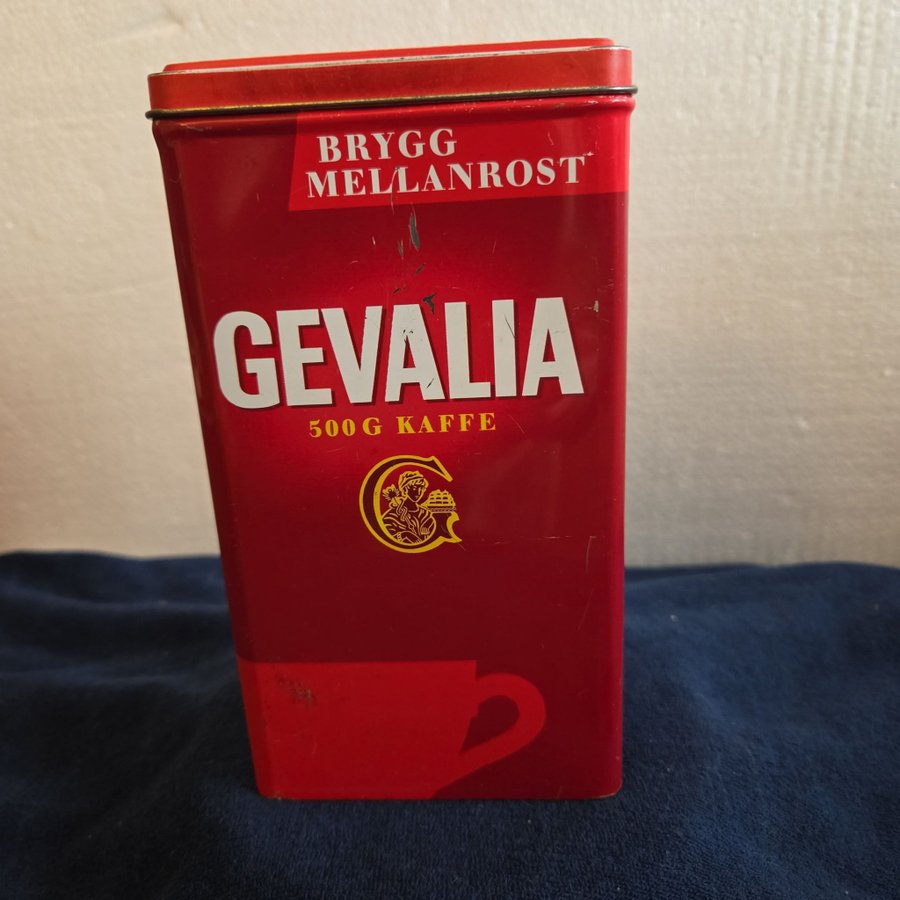 BRYGG
MELLANROST
GEVALIA
500G KAFFE
G